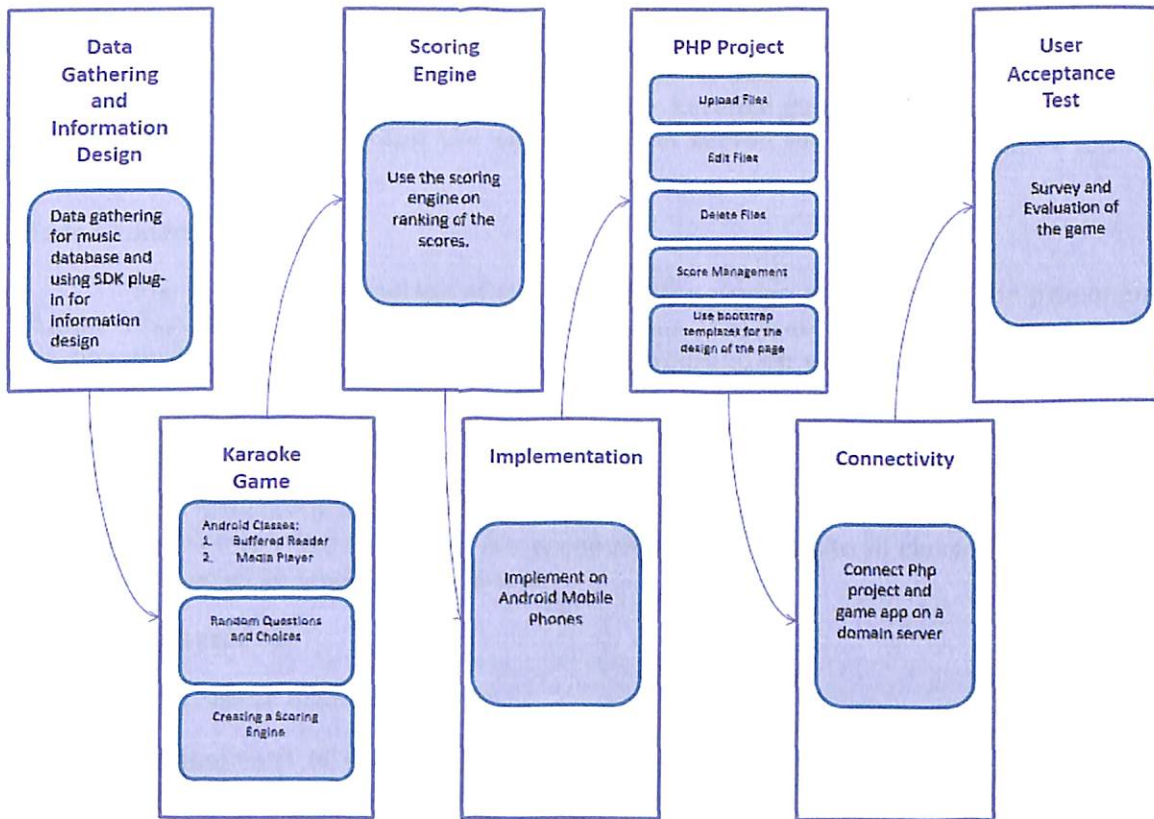 Data
Gathering
and
Information
Design
Data gathering
for music
database and
using SDK plug-
in for
Information
design
Karaoke
Game
Android Classes:
1. Buffered Reader
2. Media Player
Random Questions
and Choices
Creating a Scoring
Engine
Scoring
Engine
Use the scoring
engine on
ranking of the
scores.
Implementation
Implement on
Android Mobile
Phones
PHP Project
Upload Files
Edit Files
Delete Files
Score Management
Use bootstrap
templates for the
design of the page
Connectivity
Connect Php
project and
game app on a
domain server
User
Acceptance
Test
Survey and
Evaluation of
the game